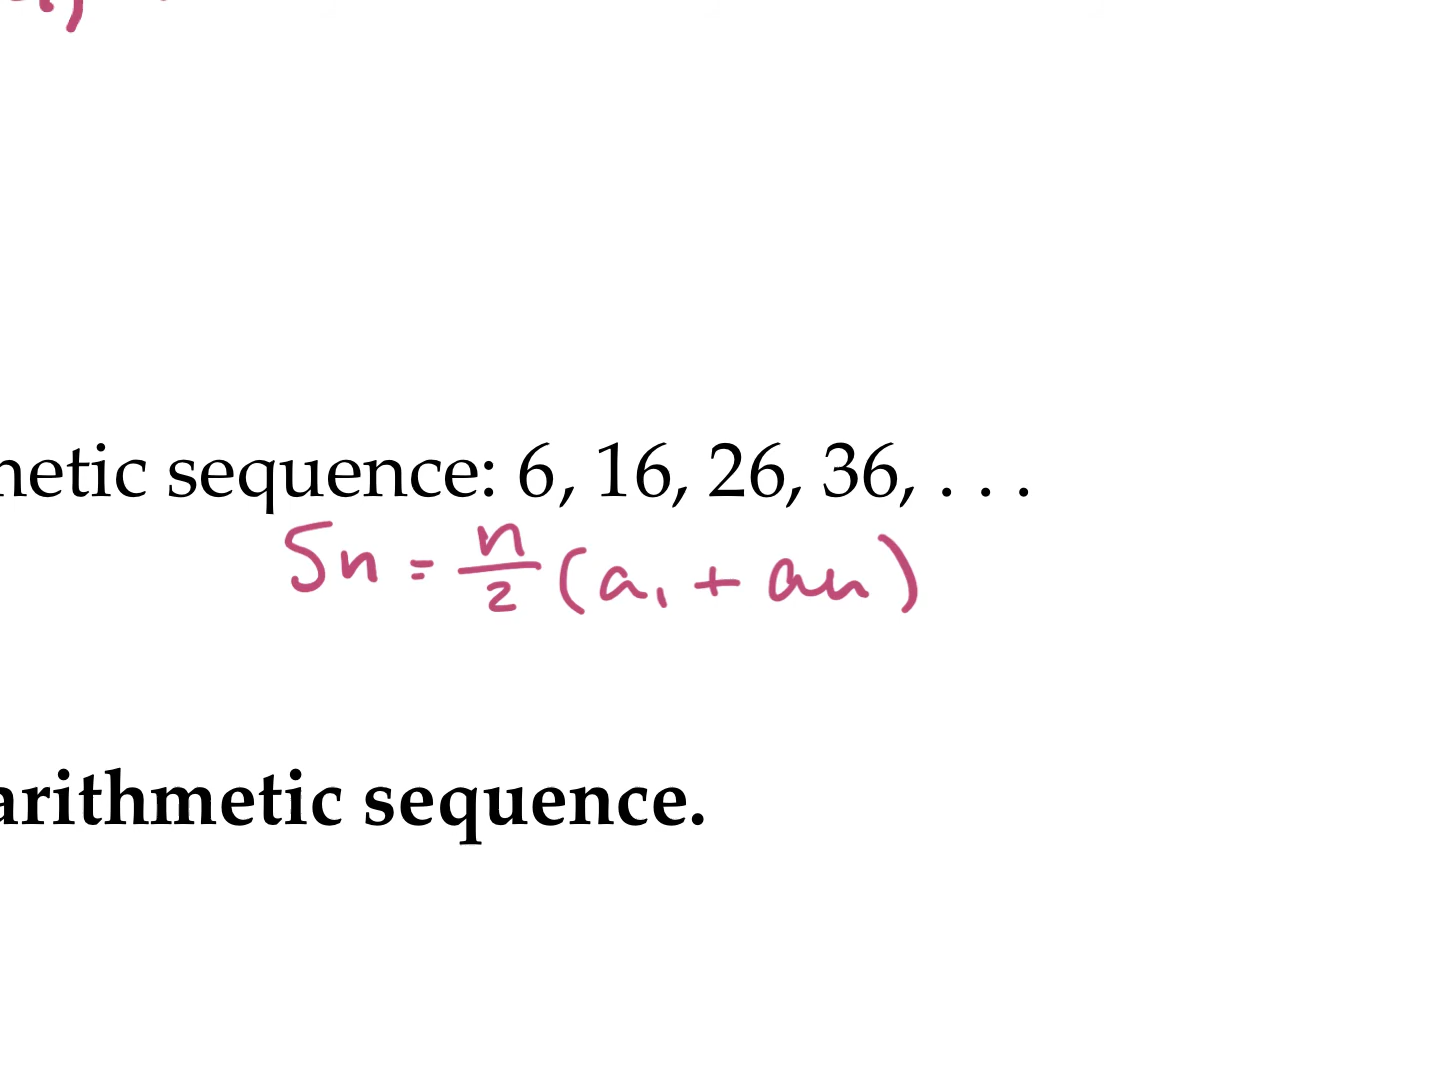 netic sequence: 6, 16, 26, 36, . . .
Sn = n/2 (a₁ + an)
arithmetic sequence.